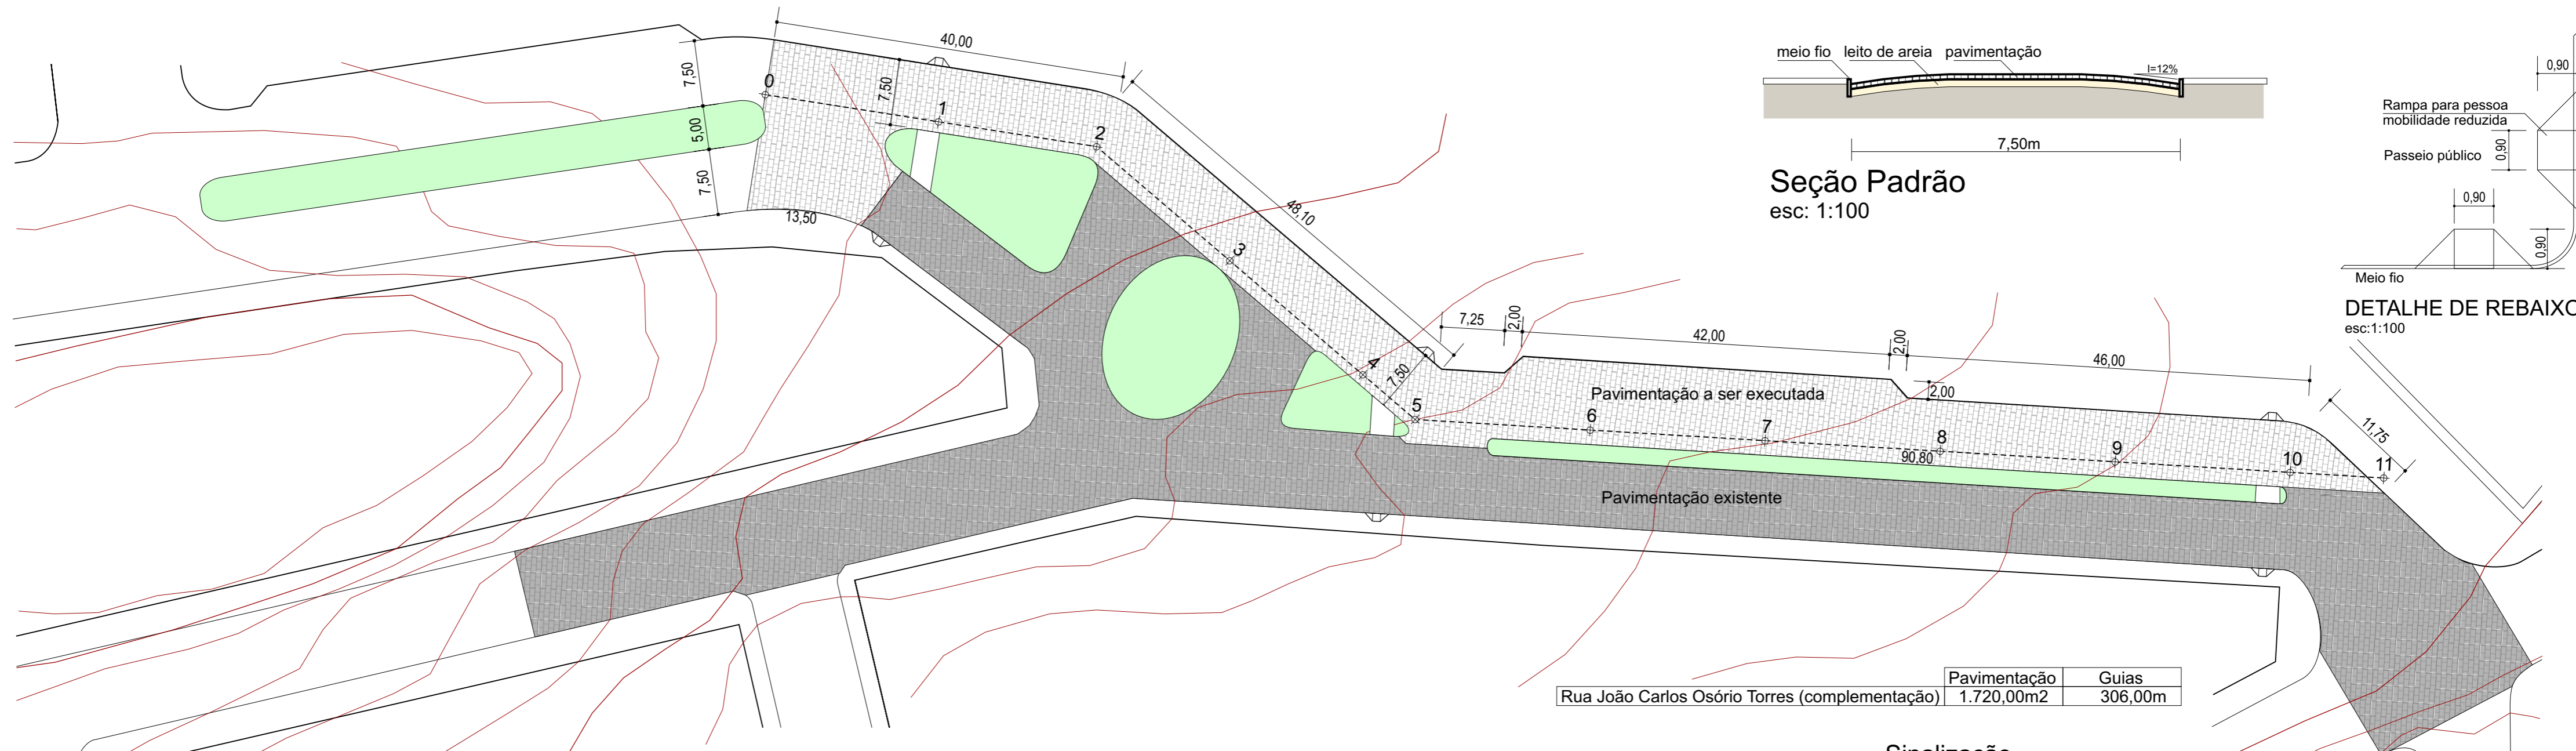 40,00
7,50
0
7,50
1
2
5,00
7,50
13,50
48,10
3
4
7,50
5
7,25
2,00
42,00
2,00
46,00
2,00
11,75
Pavimentação a ser executada
6
7
8
9
10
11
90,80
Pavimentação existente
meio fio leito de areia pavimentação
I=12%
7,50m
Seção Padrão
esc: 1:100
0,90
Rampa para pessoa
mobilidade reduzida
Passeio público
0,90
0,90
0,90
Meio fio
DETALHE DE REBAIXO
esc:1:100
Pavimentação Guias
Rua João Carlos Osório Torres (complementação) 1.720,00m2 306,00m